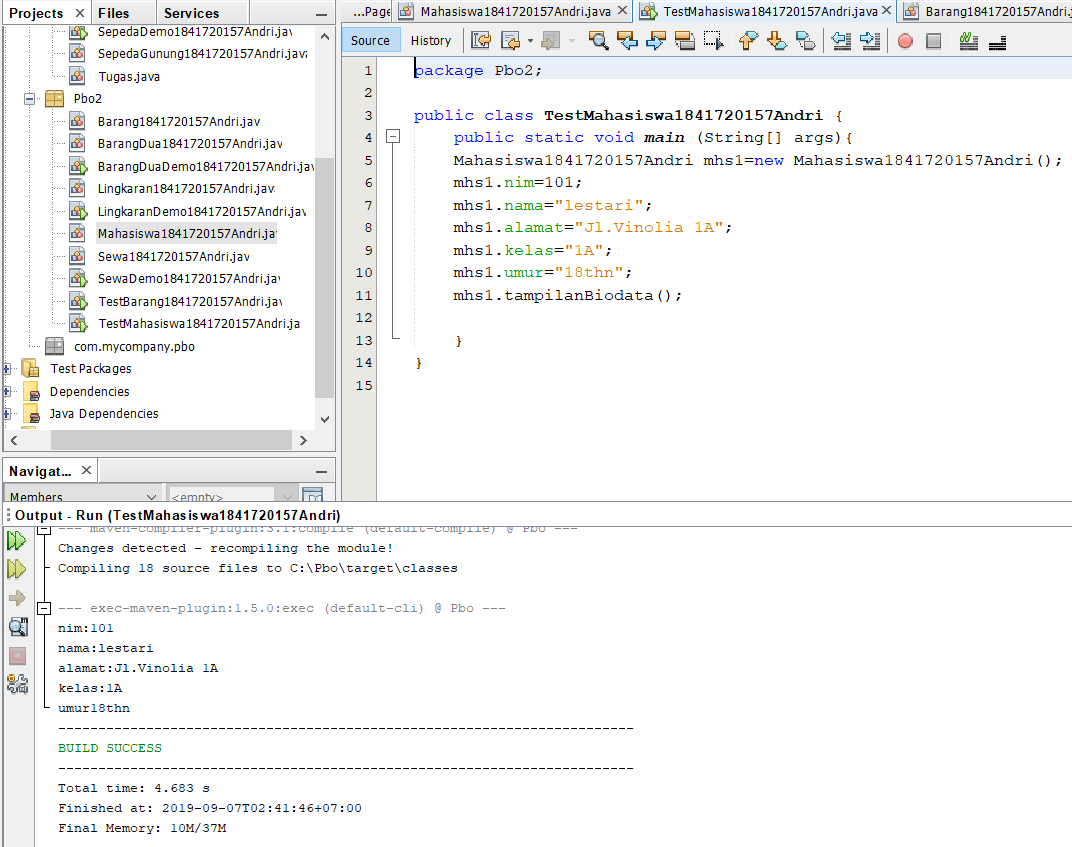 Projects × Files Services
SepedaDemo1841720157Andri.jav
SepedaGunung1841720157Andri.java
Tugas.java
Pbo2
Barang1841720157Andri.jav
BarangDua1841720157Andri.jav
BarangDuaDemo1841720157Andri.jav
Lingkaran1841720157Andri.jav
LingkaranDemo1841720157Andri.jav
Mahasiswa1841720157Andri.ja
Sewa1841720157Andri.jav
SewaDemo1841720157Andri.jav
TestBarang1841720157Andri.jav
TestMahasiswa1841720157Andri.ja
com.mycompany.pbo
Test Packages
Dependencies
Java Dependencies
Navigat... ×
Members <empty>
...Page Mahasiswa1841720157Andri.java × TestMahasiswa1841720157Andri.java × Barang1841720157Andri.j
Source History
1 package Pbo2;
2
3 public class TestMahasiswa1841720157Andri {
4 public static void main (String[] args){
5 Mahasiswa1841720157Andri mhs1=new Mahasiswa1841720157Andri();
6 mhs1.nim=101;
7 mhs1.nama="lestari";
8 mhs1.alamat="Jl.Vinolia 1A";
9 mhs1.kelas="1A";
10 mhs1.umur="18thn";
11 mhs1.tampilanBiodata();
12
13 }
14 }
15
Output - Run (TestMahasiswa1841720157Andri)
--- maven-compiler-plugin:3.1:compile (default-compile) @ Pbo ---
Changes detected - recompiling the module!
Compiling 18 source files to C:\Pbo\target\classes
--- exec-maven-plugin:1.5.0:exec (default-cli) @ Pbo ---
nim:101
nama:lestari
alamat:Jl.Vinolia 1A
kelas:1A
umur18thn
------------------------------------------------------------------------
BUILD SUCCESS
------------------------------------------------------------------------
Total time: 4.683 s
Finished at: 2019-09-07T02:41:46+07:00
Final Memory: 10M/37M